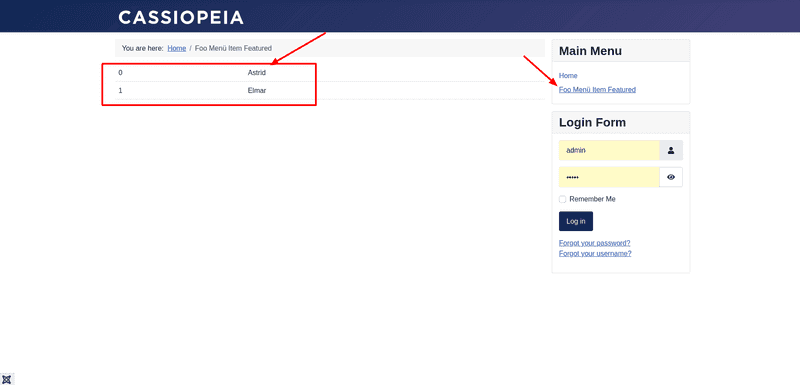 CASSIOPEIA
You are here: Home / Foo Menü Item Featured
0 Astrid
1 Elmar
Main Menu
Home
Foo Menü Item Featured
Login Form
admin
•••••
Remember Me
Log in
Forgot your password?
Forgot your username?